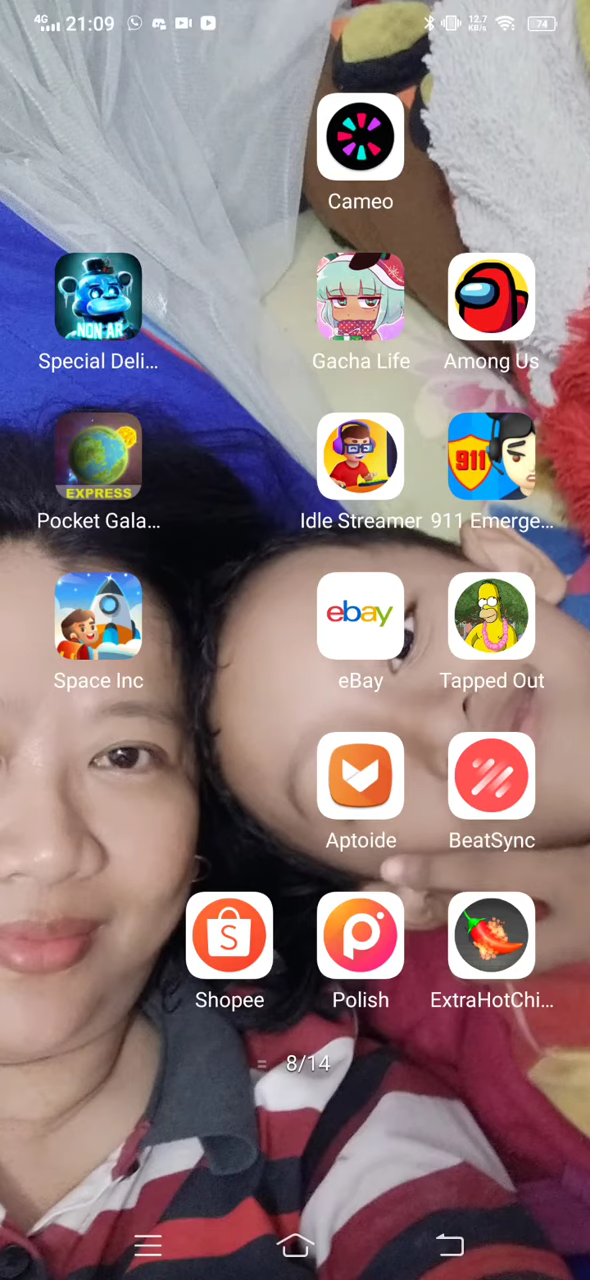 4G 21:09 12.7 KB/s 74
Cameo
NON AR
Special Deli...
Gacha Life
Among Us
EXPRESS
911
Pocket Gala...
Idle Streamer
911 Emerge...
ebay
Space Inc
eBay
Tapped Out
Aptoide
BeatSync
S
Shopee
Polish
ExtraHotChi...
8/14